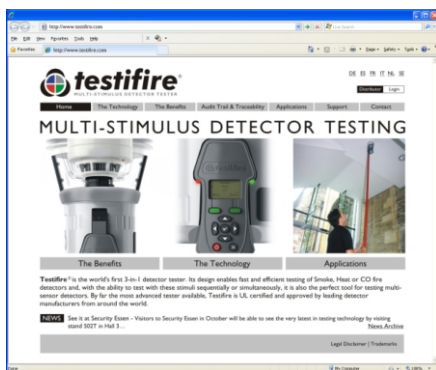 http://www.testifire.com
File Edit View Favorites Tools Help
Favorites http://www.testifire.com
Page Safety Tools
testifire®
MULTI-STIMULUS DETECTOR TESTER
DE ES FR IT NL SE
Distributor Login
Home The Technology The Benefits Audit Trail & Traceability Applications Support Contact
MULTI-STIMULUS DETECTOR TESTING
The Benefits The Technology Applications
Testifire® is the world's first 3-in-1 detector tester. Its design enables fast and efficient testing of Smoke, Heat or CO fire
detectors and, with the ability to test with these stimuli sequentially or simultaneously, it is also the perfect tool for testing multi-
sensor detectors. By far the most advanced tester available, Testifire is UL certified and approved by leading detector
manufacturers from around the world.
NEWS See it at Security Essen - Visitors to Security Essen in October will be able to see the very latest in testing technology by visiting
stand 502T in Hall 3...
News Archive
Legal Disclaimer | Trademarks
Done My Computer 100%